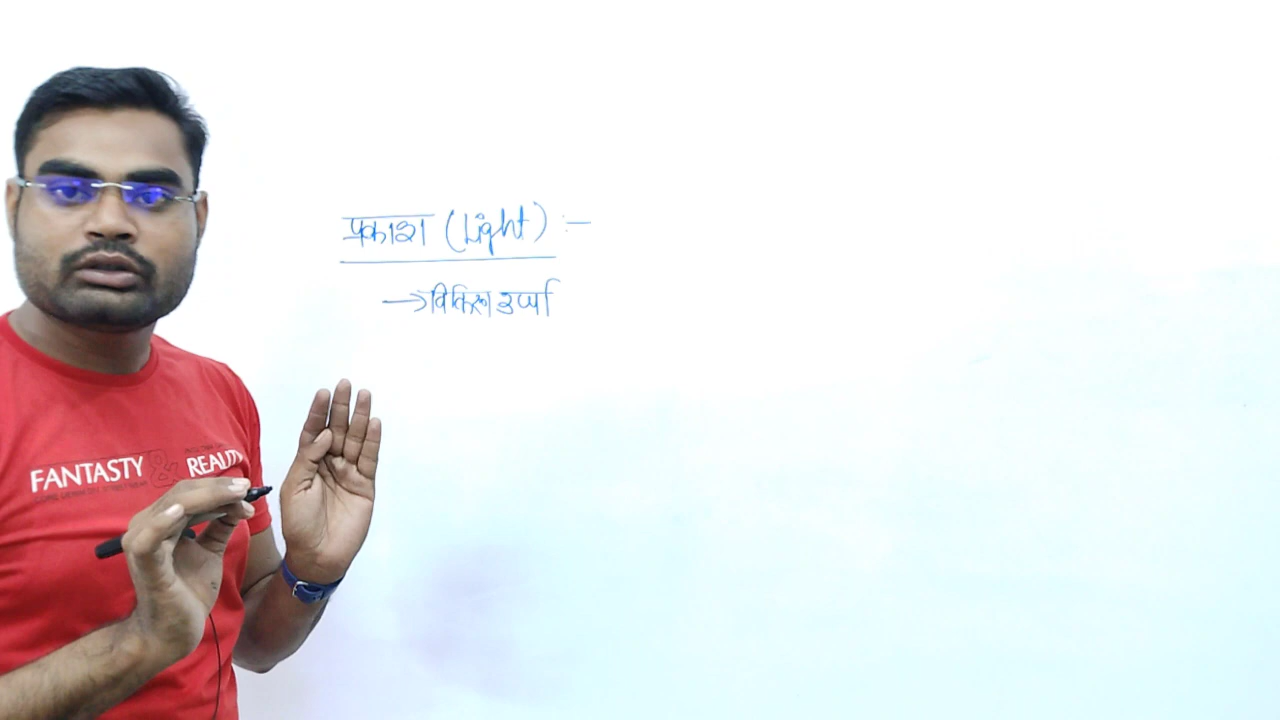 प्रकाश (Light) :-
→ विकिरण ऊर्जा
FANTASTY & REALITY